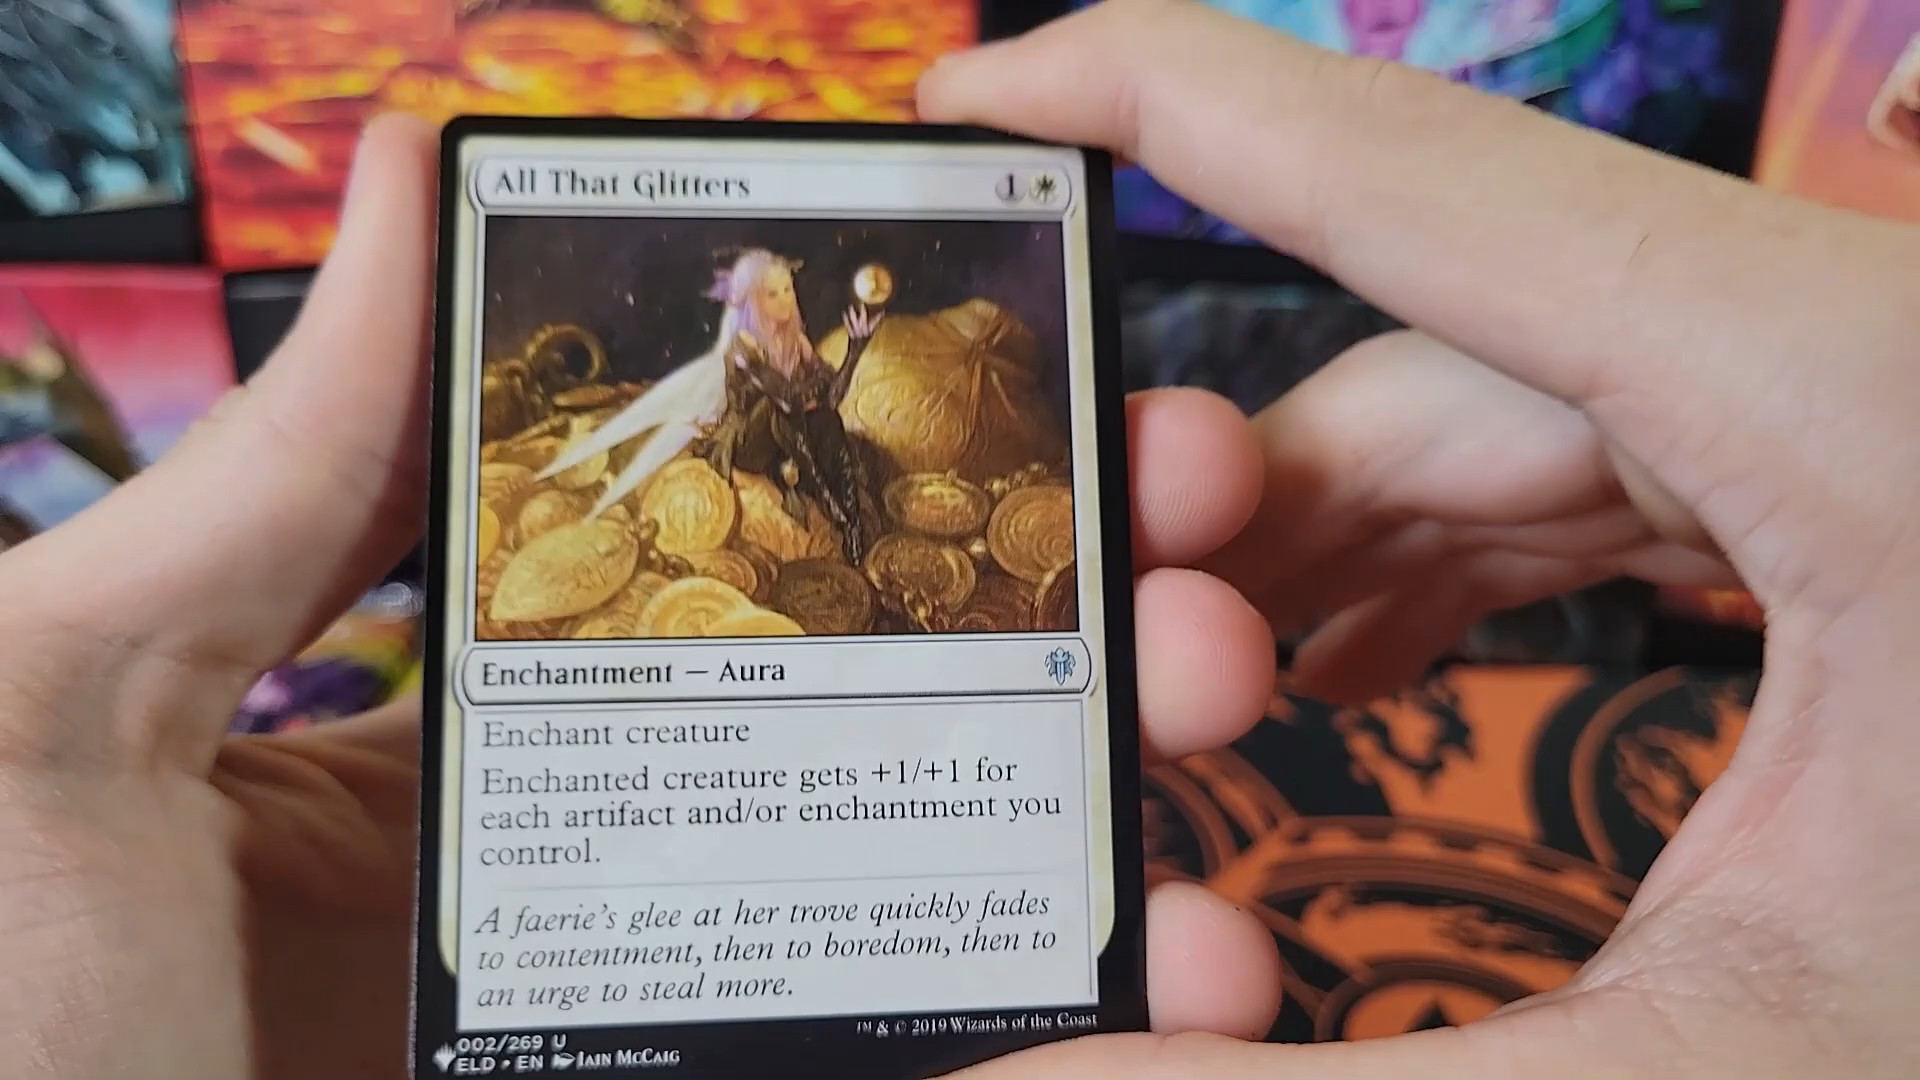 All That Glitters 1
Enchantment — Aura
Enchant creature
Enchanted creature gets +1/+1 for
each artifact and/or enchantment you
control.
A faerie's glee at her trove quickly fades
to contentment, then to boredom, then to
an urge to steal more.
™ & © 2019 Wizards of the Coast
002/269 U
ELD • EN Iain McCaig